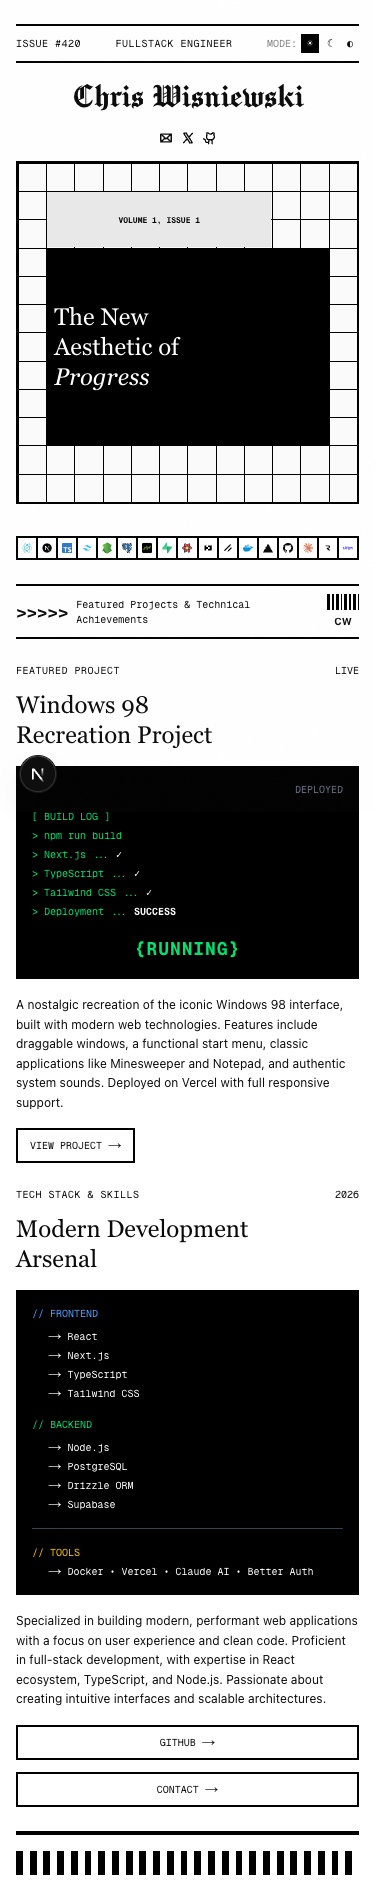 ISSUE #420 FULLSTACK ENGINEER MODE: ☀ ☾ ◐
Chris Wisniewski
VOLUME 1, ISSUE 1
The New
Aesthetic of
Progress
TS
>>>>> Featured Projects & Technical
Achievements
CW
FEATURED PROJECT LIVE
Windows 98
Recreation Project
N
DEPLOYED
[ BUILD LOG ]
> npm run build
> Next.js ... ✓
> TypeScript ... ✓
> Tailwind CSS ... ✓
> Deployment ... SUCCESS
{RUNNING}
A nostalgic recreation of the iconic Windows 98 interface,
built with modern web technologies. Features include
draggable windows, a functional start menu, classic
applications like Minesweeper and Notepad, and authentic
system sounds. Deployed on Vercel with full responsive
support.
VIEW PROJECT →
TECH STACK & SKILLS 2026
Modern Development
Arsenal
// FRONTEND
→ React
→ Next.js
→ TypeScript
→ Tailwind CSS
// BACKEND
→ Node.js
→ PostgreSQL
→ Drizzle ORM
→ Supabase
// TOOLS
→ Docker • Vercel • Claude AI • Better Auth
Specialized in building modern, performant web applications
with a focus on user experience and clean code. Proficient
in full-stack development, with expertise in React
ecosystem, TypeScript, and Node.js. Passionate about
creating intuitive interfaces and scalable architectures.
GITHUB →
CONTACT →